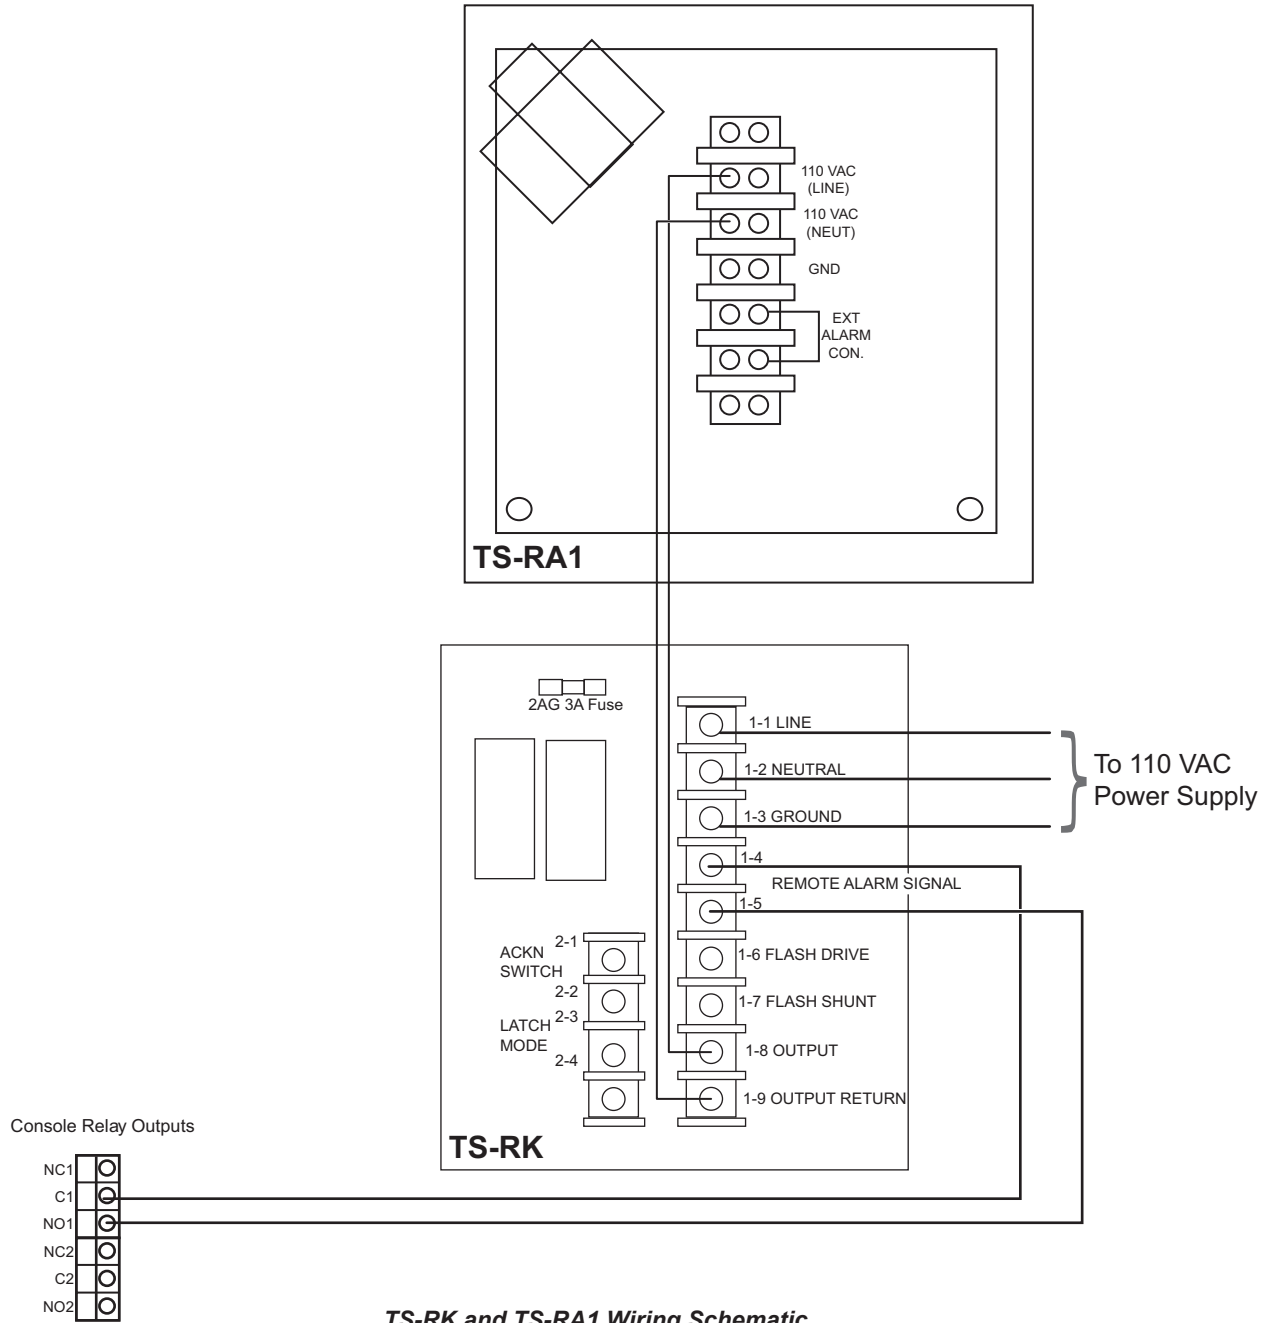 110 VAC
(LINE)
110 VAC
(NEUT)
GND
EXT
ALARM
CON.
TS-RA1
2AG 3A Fuse
1-1 LINE
1-2 NEUTRAL
1-3 GROUND
To 110 VAC
Power Supply
1-4
REMOTE ALARM SIGNAL
1-5
1-6 FLASH DRIVE
1-7 FLASH SHUNT
1-8 OUTPUT
1-9 OUTPUT RETURN
ACKN
SWITCH
2-1
2-2
LATCH
MODE
2-3
2-4
TS-RK
Console Relay Outputs
NC1
C1
NO1
NC2
C2
NO2
TS-RK and TS-RA1 Wiring Schematic